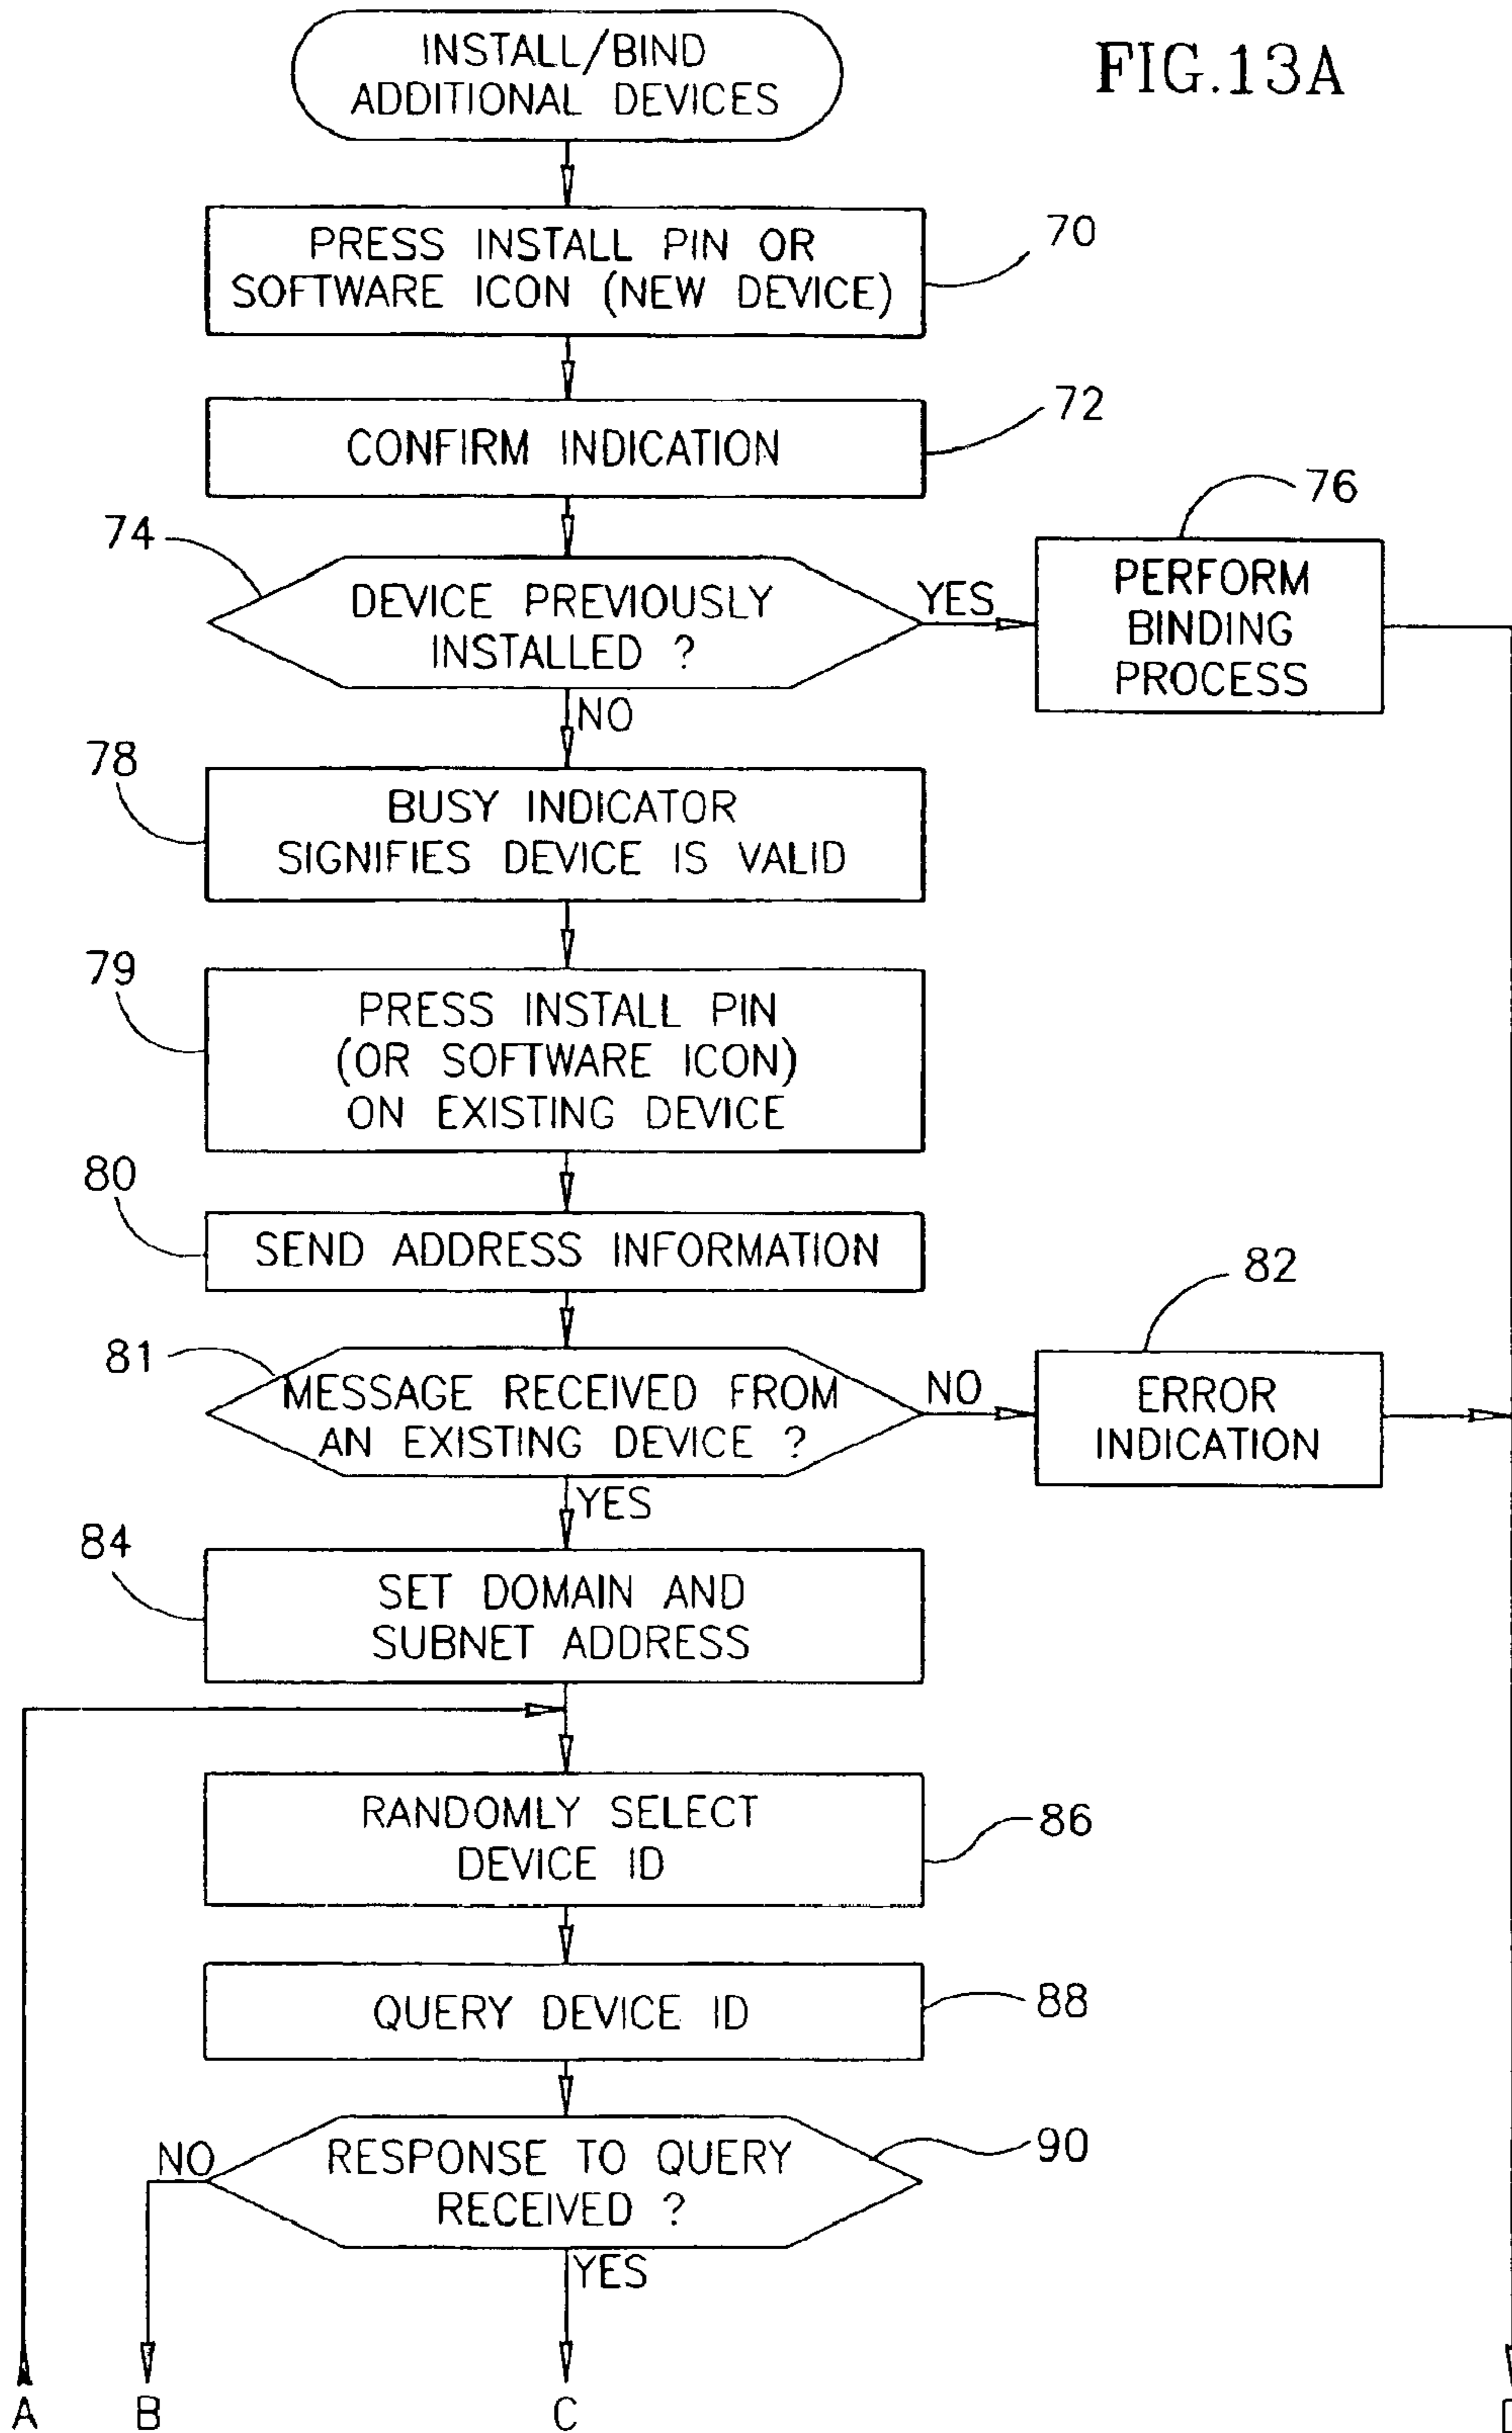 INSTALL/BIND
ADDITIONAL DEVICES
FIG.13A
PRESS INSTALL PIN OR
SOFTWARE ICON (NEW DEVICE)
70
CONFIRM INDICATION
72
74
DEVICE PREVIOUSLY
INSTALLED ?
YES
76
PERFORM
BINDING
PROCESS
NO
78
BUSY INDICATOR
SIGNIFIES DEVICE IS VALID
79
PRESS INSTALL PIN
(OR SOFTWARE ICON)
ON EXISTING DEVICE
80
SEND ADDRESS INFORMATION
81
MESSAGE RECEIVED FROM
AN EXISTING DEVICE ?
NO
82
ERROR
INDICATION
YES
84
SET DOMAIN AND
SUBNET ADDRESS
RANDOMLY SELECT
DEVICE ID
86
QUERY DEVICE ID
88
NO
RESPONSE TO QUERY
RECEIVED ?
90
YES
A
B
C